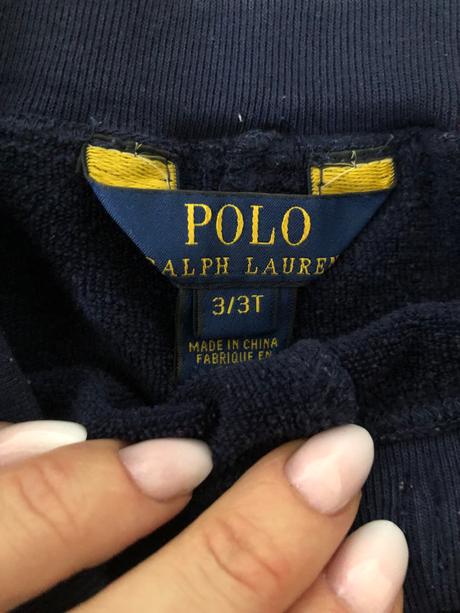 POLO
RALPH LAUREN
3/3T
MADE IN CHINA
FABRIQUE EN